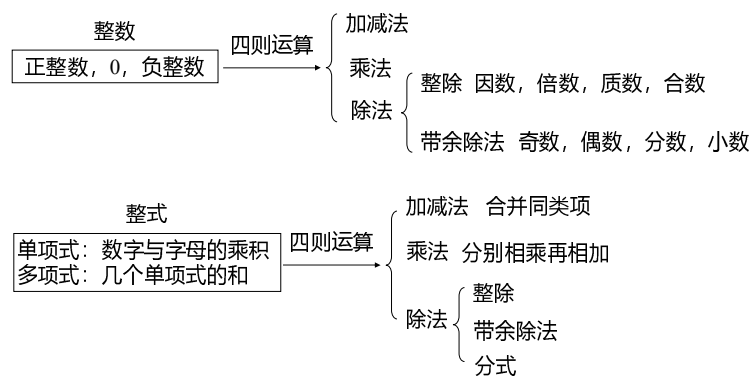 整数
正整数，0，负整数
四则运算
加减法
乘法
除法
整除 因数，倍数，质数，合数
带余除法 奇数，偶数，分数，小数
整式
单项式：数字与字母的乘积
多项式：几个单项式的和
四则运算
加减法 合并同类项
乘法 分别相乘再相加
除法
整除
带余除法
分式